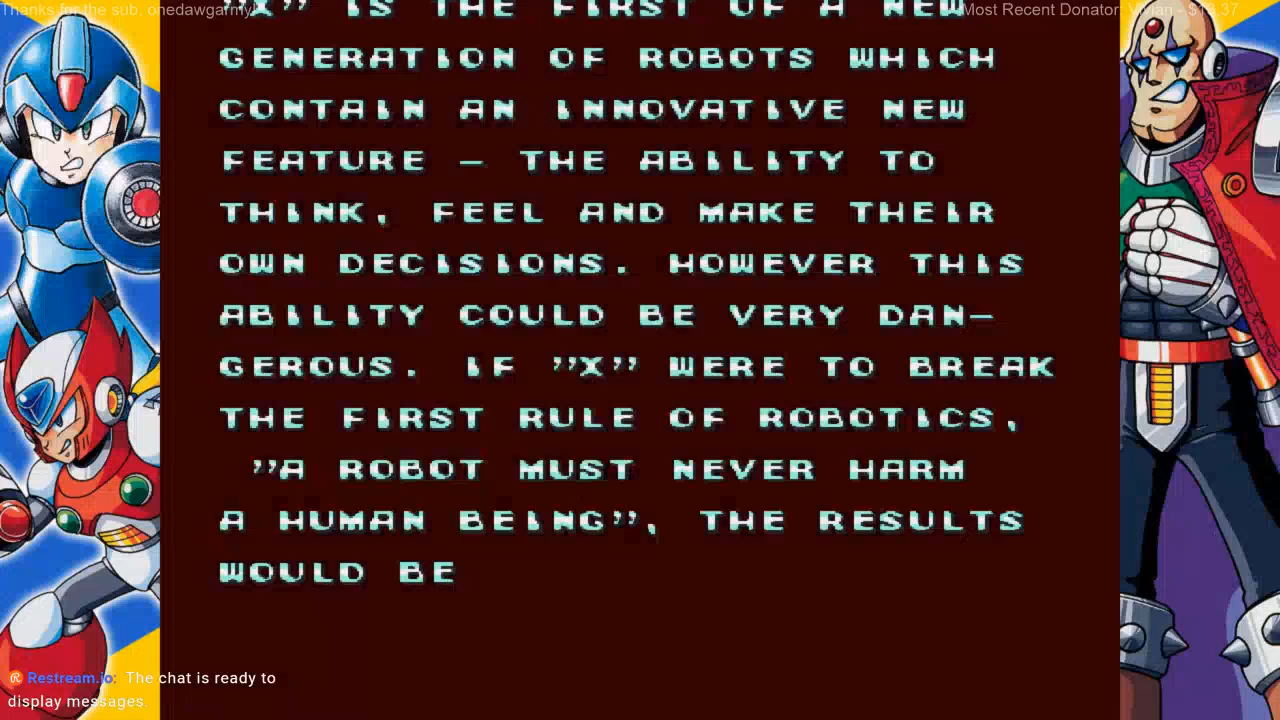 Thanks for the sub, onedawgarmy
Most Recent Donator: Vivian - $13.37
"X" IS THE FIRST OF A NEW
GENERATION OF ROBOTS WHICH
CONTAIN AN INNOVATIVE NEW
FEATURE – THE ABILITY TO
THINK, FEEL AND MAKE THEIR
OWN DECISIONS. HOWEVER THIS
ABILITY COULD BE VERY DAN–
GEROUS. IF "X" WERE TO BREAK
THE FIRST RULE OF ROBOTICS,
"A ROBOT MUST NEVER HARM
A HUMAN BEING", THE RESULTS
WOULD BE
Restream.io: The chat is ready to
display messages.